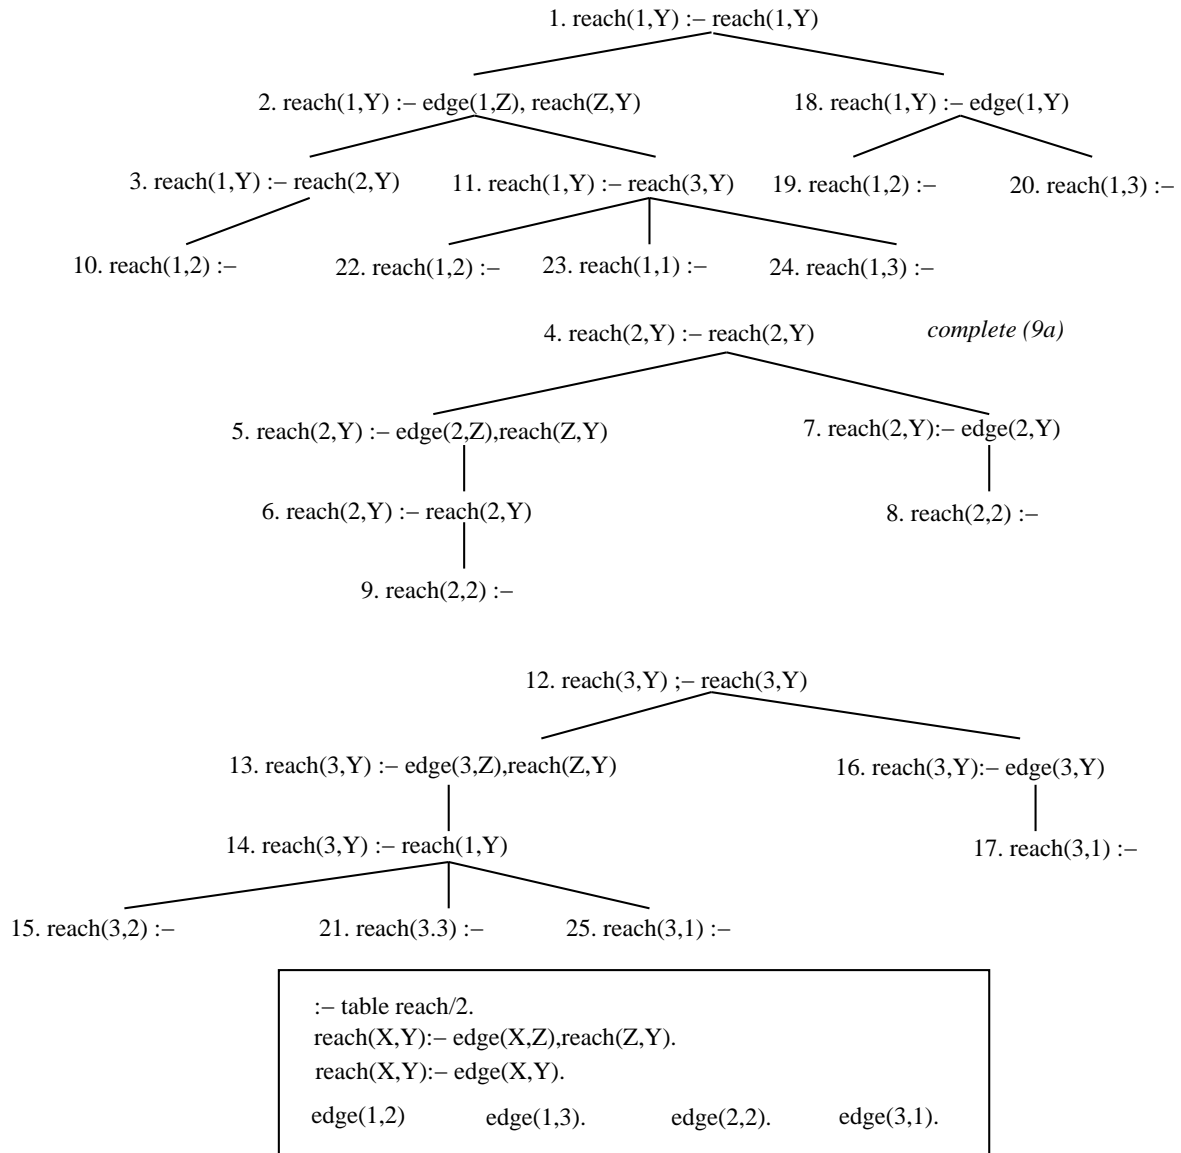 1. reach(1,Y) :– reach(1,Y)
2. reach(1,Y) :– edge(1,Z), reach(Z,Y)
18. reach(1,Y) :– edge(1,Y)
3. reach(1,Y) :– reach(2,Y)
11. reach(1,Y) :– reach(3,Y)
19. reach(1,2) :–
20. reach(1,3) :–
10. reach(1,2) :–
22. reach(1,2) :–
23. reach(1,1) :–
24. reach(1,3) :–
4. reach(2,Y) :– reach(2,Y)
complete (9a)
5. reach(2,Y) :– edge(2,Z),reach(Z,Y)
7. reach(2,Y):– edge(2,Y)
6. reach(2,Y) :– reach(2,Y)
8. reach(2,2) :–
9. reach(2,2) :–
12. reach(3,Y) ;– reach(3,Y)
13. reach(3,Y) :– edge(3,Z),reach(Z,Y)
16. reach(3,Y):– edge(3,Y)
14. reach(3,Y) :– reach(1,Y)
17. reach(3,1) :–
15. reach(3,2) :–
21. reach(3.3) :–
25. reach(3,1) :–
:– table reach/2.
reach(X,Y):– edge(X,Z),reach(Z,Y).
reach(X,Y):– edge(X,Y).
edge(1,2) edge(1,3). edge(2,2). edge(3,1).